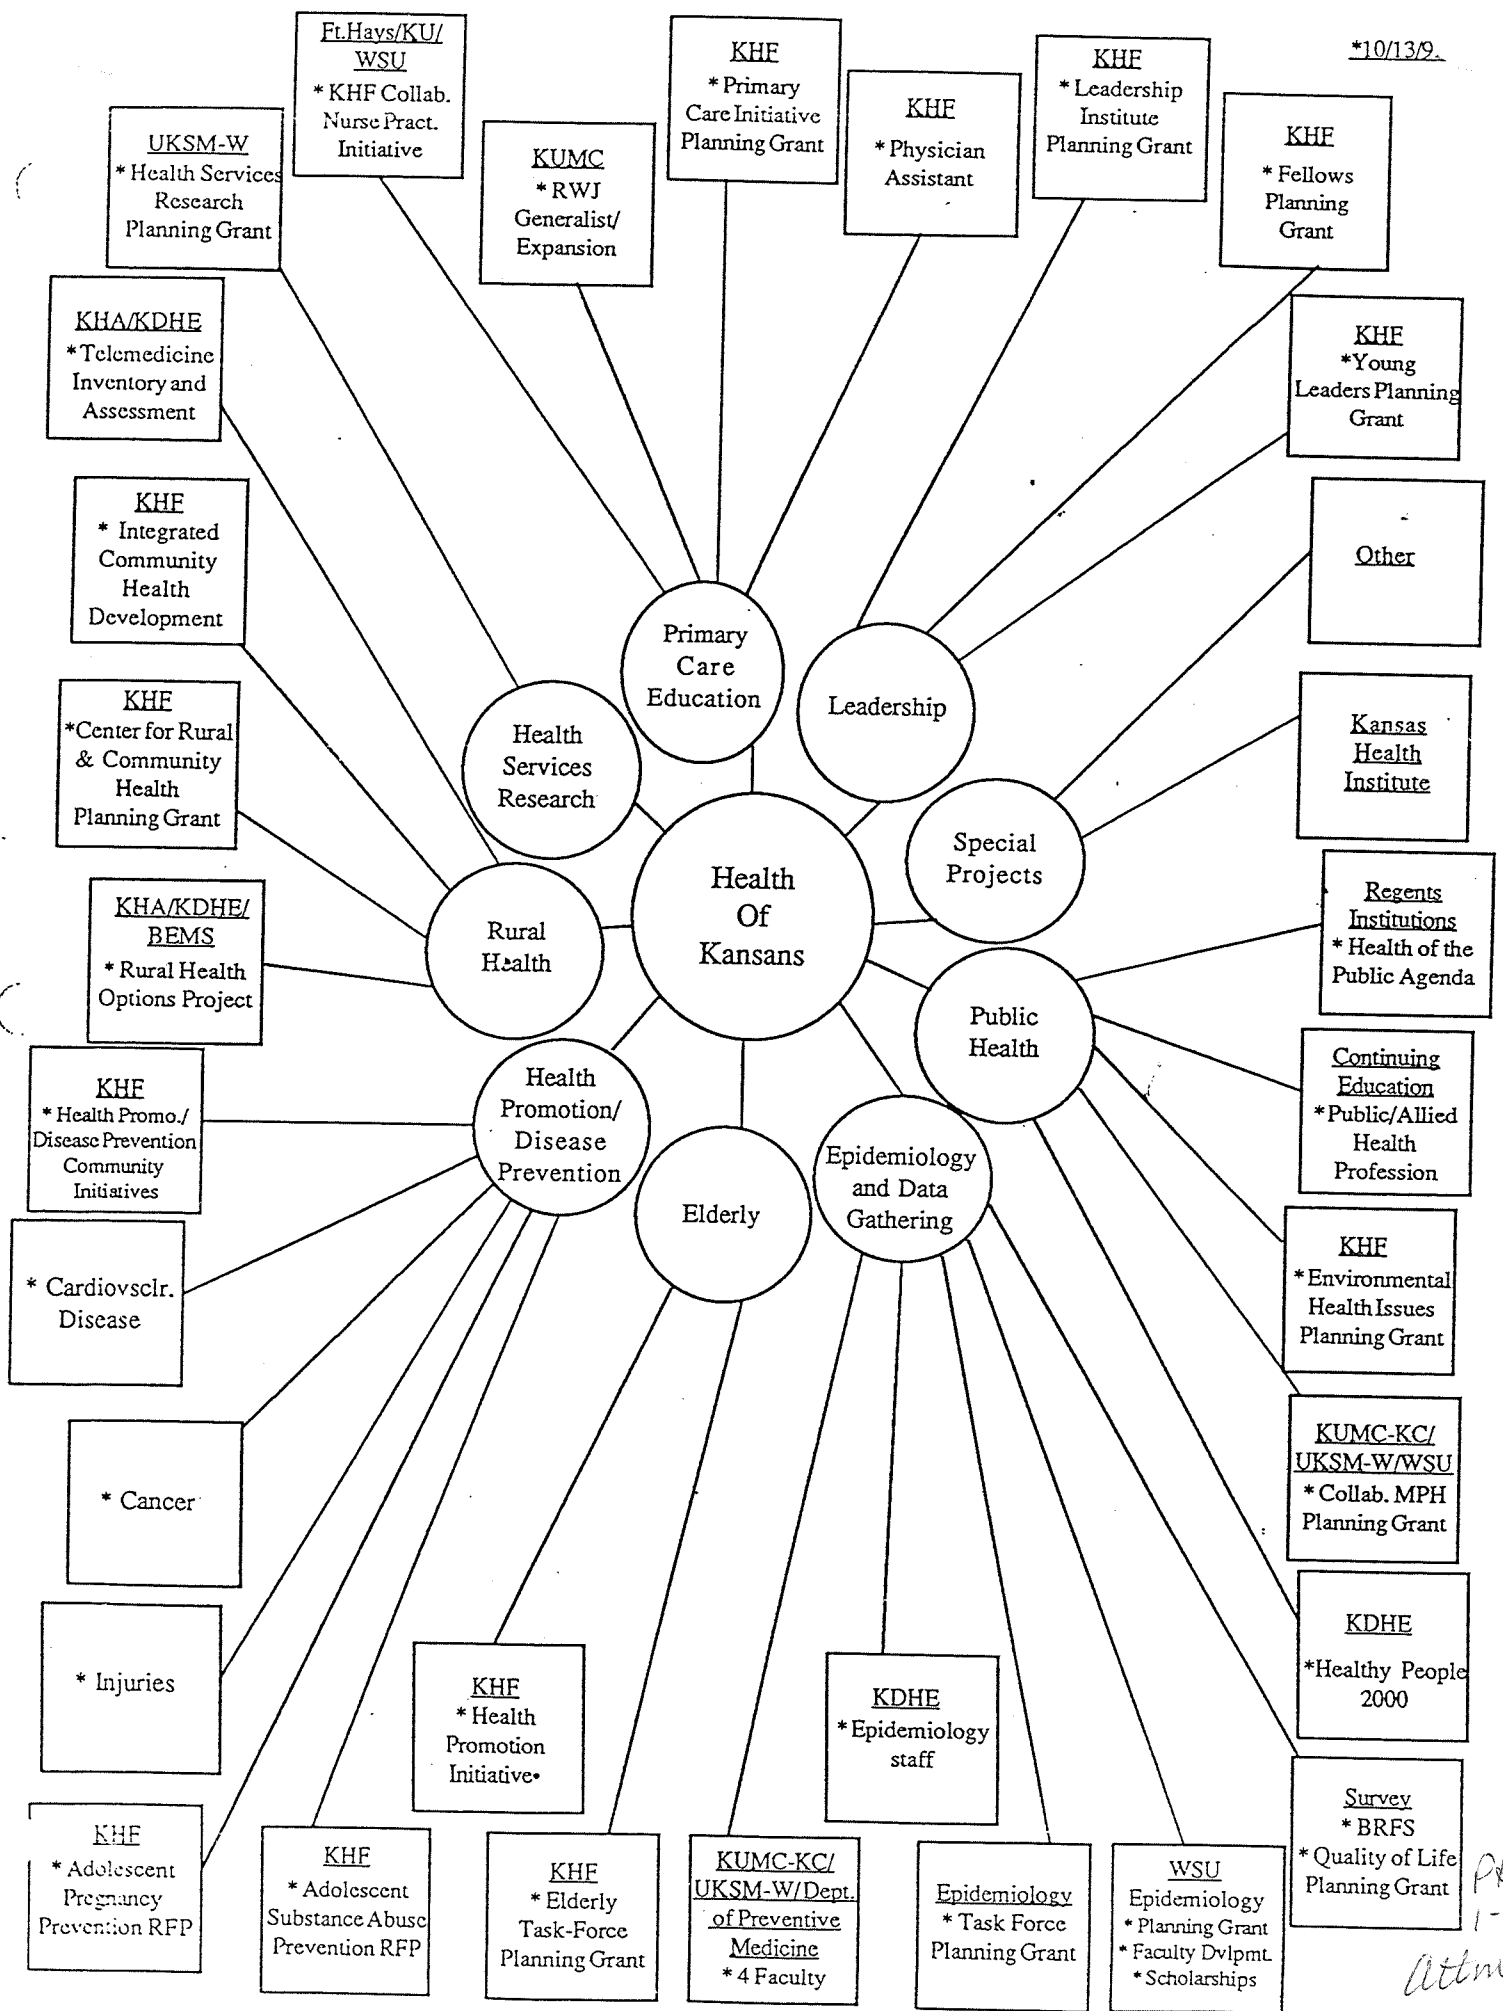 *10/13/9.
Ft.Hays/KU/
WSU
* KHF Collab.
Nurse Pract.
Initiative
KHF
* Primary
Care Initiative
Planning Grant
KHF
* Leadership
Institute
Planning Grant
KHF
* Physician
Assistant
KHF
* Fellows
Planning
Grant
UKSM-W
* Health Services
Research
Planning Grant
KUMC
* RWJ
Generalist/
Expansion
KHA/KDHE
* Telemedicine
Inventory and
Assessment
KHF
*Young
Leaders Planning
Grant
KHF
* Integrated
Community
Health
Development
Other
KHF
*Center for Rural
& Community
Health
Planning Grant
Kansas
Health
Institute
KHA/KDHE/
BEMS
* Rural Health
Options Project
Regents
Institutions
* Health of the
Public Agenda
Primary
Care
Education
Leadership
Health
Services
Research
Special
Projects
Health
Of
Kansans
Rural
Health
Public
Health
Health
Promotion/
Disease
Prevention
Elderly
Epidemiology
and Data
Gathering
KHF
* Health Promo./
Disease Prevention
Community
Initiatives
Continuing
Education
*Public/Allied
Health
Profession
* Cardiovsclr.
Disease
KHF
* Environmental
Health Issues
Planning Grant
* Cancer
KUMC-KC/
UKSM-W/WSU
* Collab. MPH
Planning Grant
* Injuries
KDHE
*Healthy People
2000
KHF
* Health
Promotion
Initiative
KDHE
* Epidemiology
staff
Survey
* BRFS
* Quality of Life
Planning Grant
KHF
* Adolescent
Pregnancy
Prevention RFP
KHF
* Adolescent
Substance Abuse
Prevention RFP
KHF
* Elderly
Task-Force
Planning Grant
KUMC-KC/
UKSM-W/Dept.
of Preventive
Medicine
* 4 Faculty
Epidemiology
* Task Force
Planning Grant
WSU
Epidemiology
* Planning Grant
* Faculty Dvlpmt.
* Scholarships